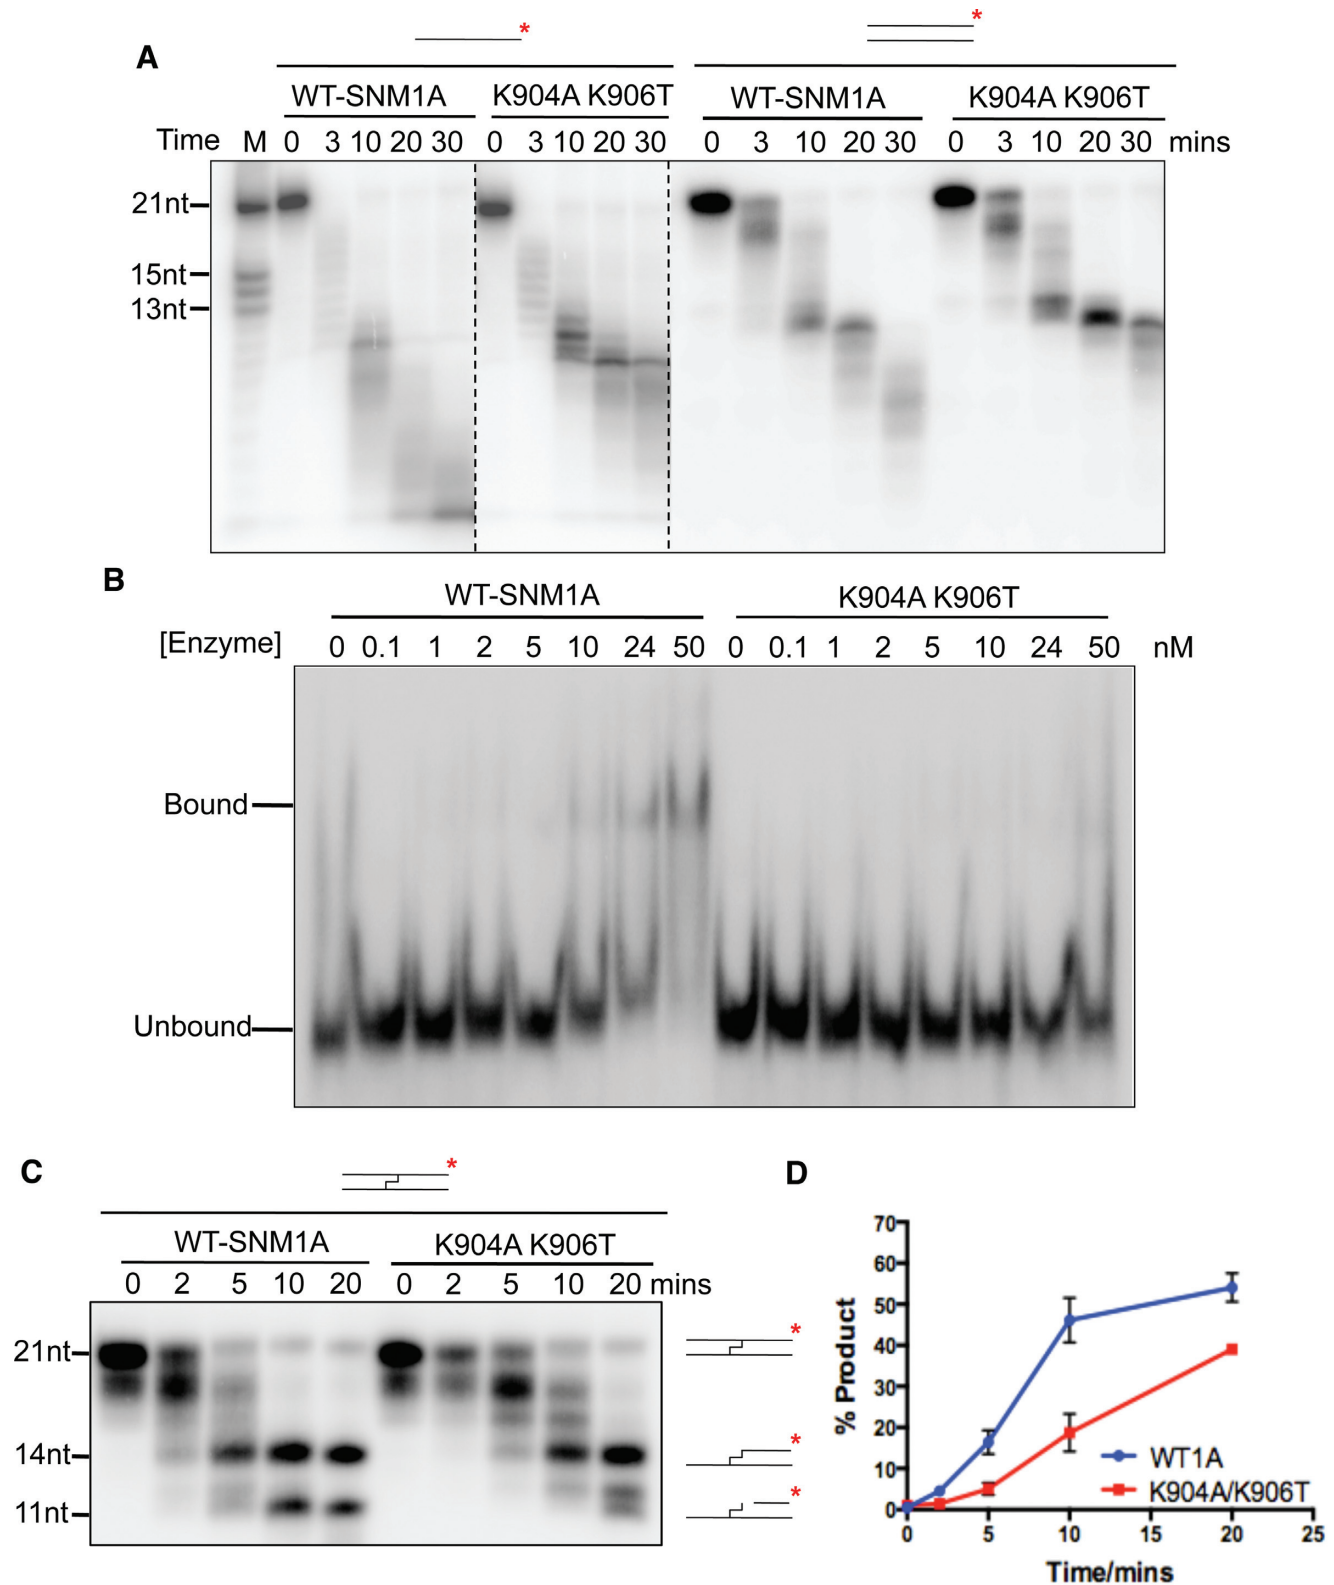 A
* *
WT-SNM1A K904A K906T WT-SNM1A K904A K906T
Time M 0 3 10 20 30 0 3 10 20 30 0 3 10 20 30 0 3 10 20 30 mins
21nt
15nt
13nt
B
WT-SNM1A K904A K906T
[Enzyme] 0 0.1 1 2 5 10 24 50 0 0.1 1 2 5 10 24 50 nM
Bound
Unbound
C
*
WT-SNM1A K904A K906T
0 2 5 10 20 0 2 5 10 20 mins
21nt *
14nt *
11nt *
D
% Product
70
60
50
40
30
20
10
0
WT1A
K904A/K906T
0 5 10 15 20 25
Time/mins